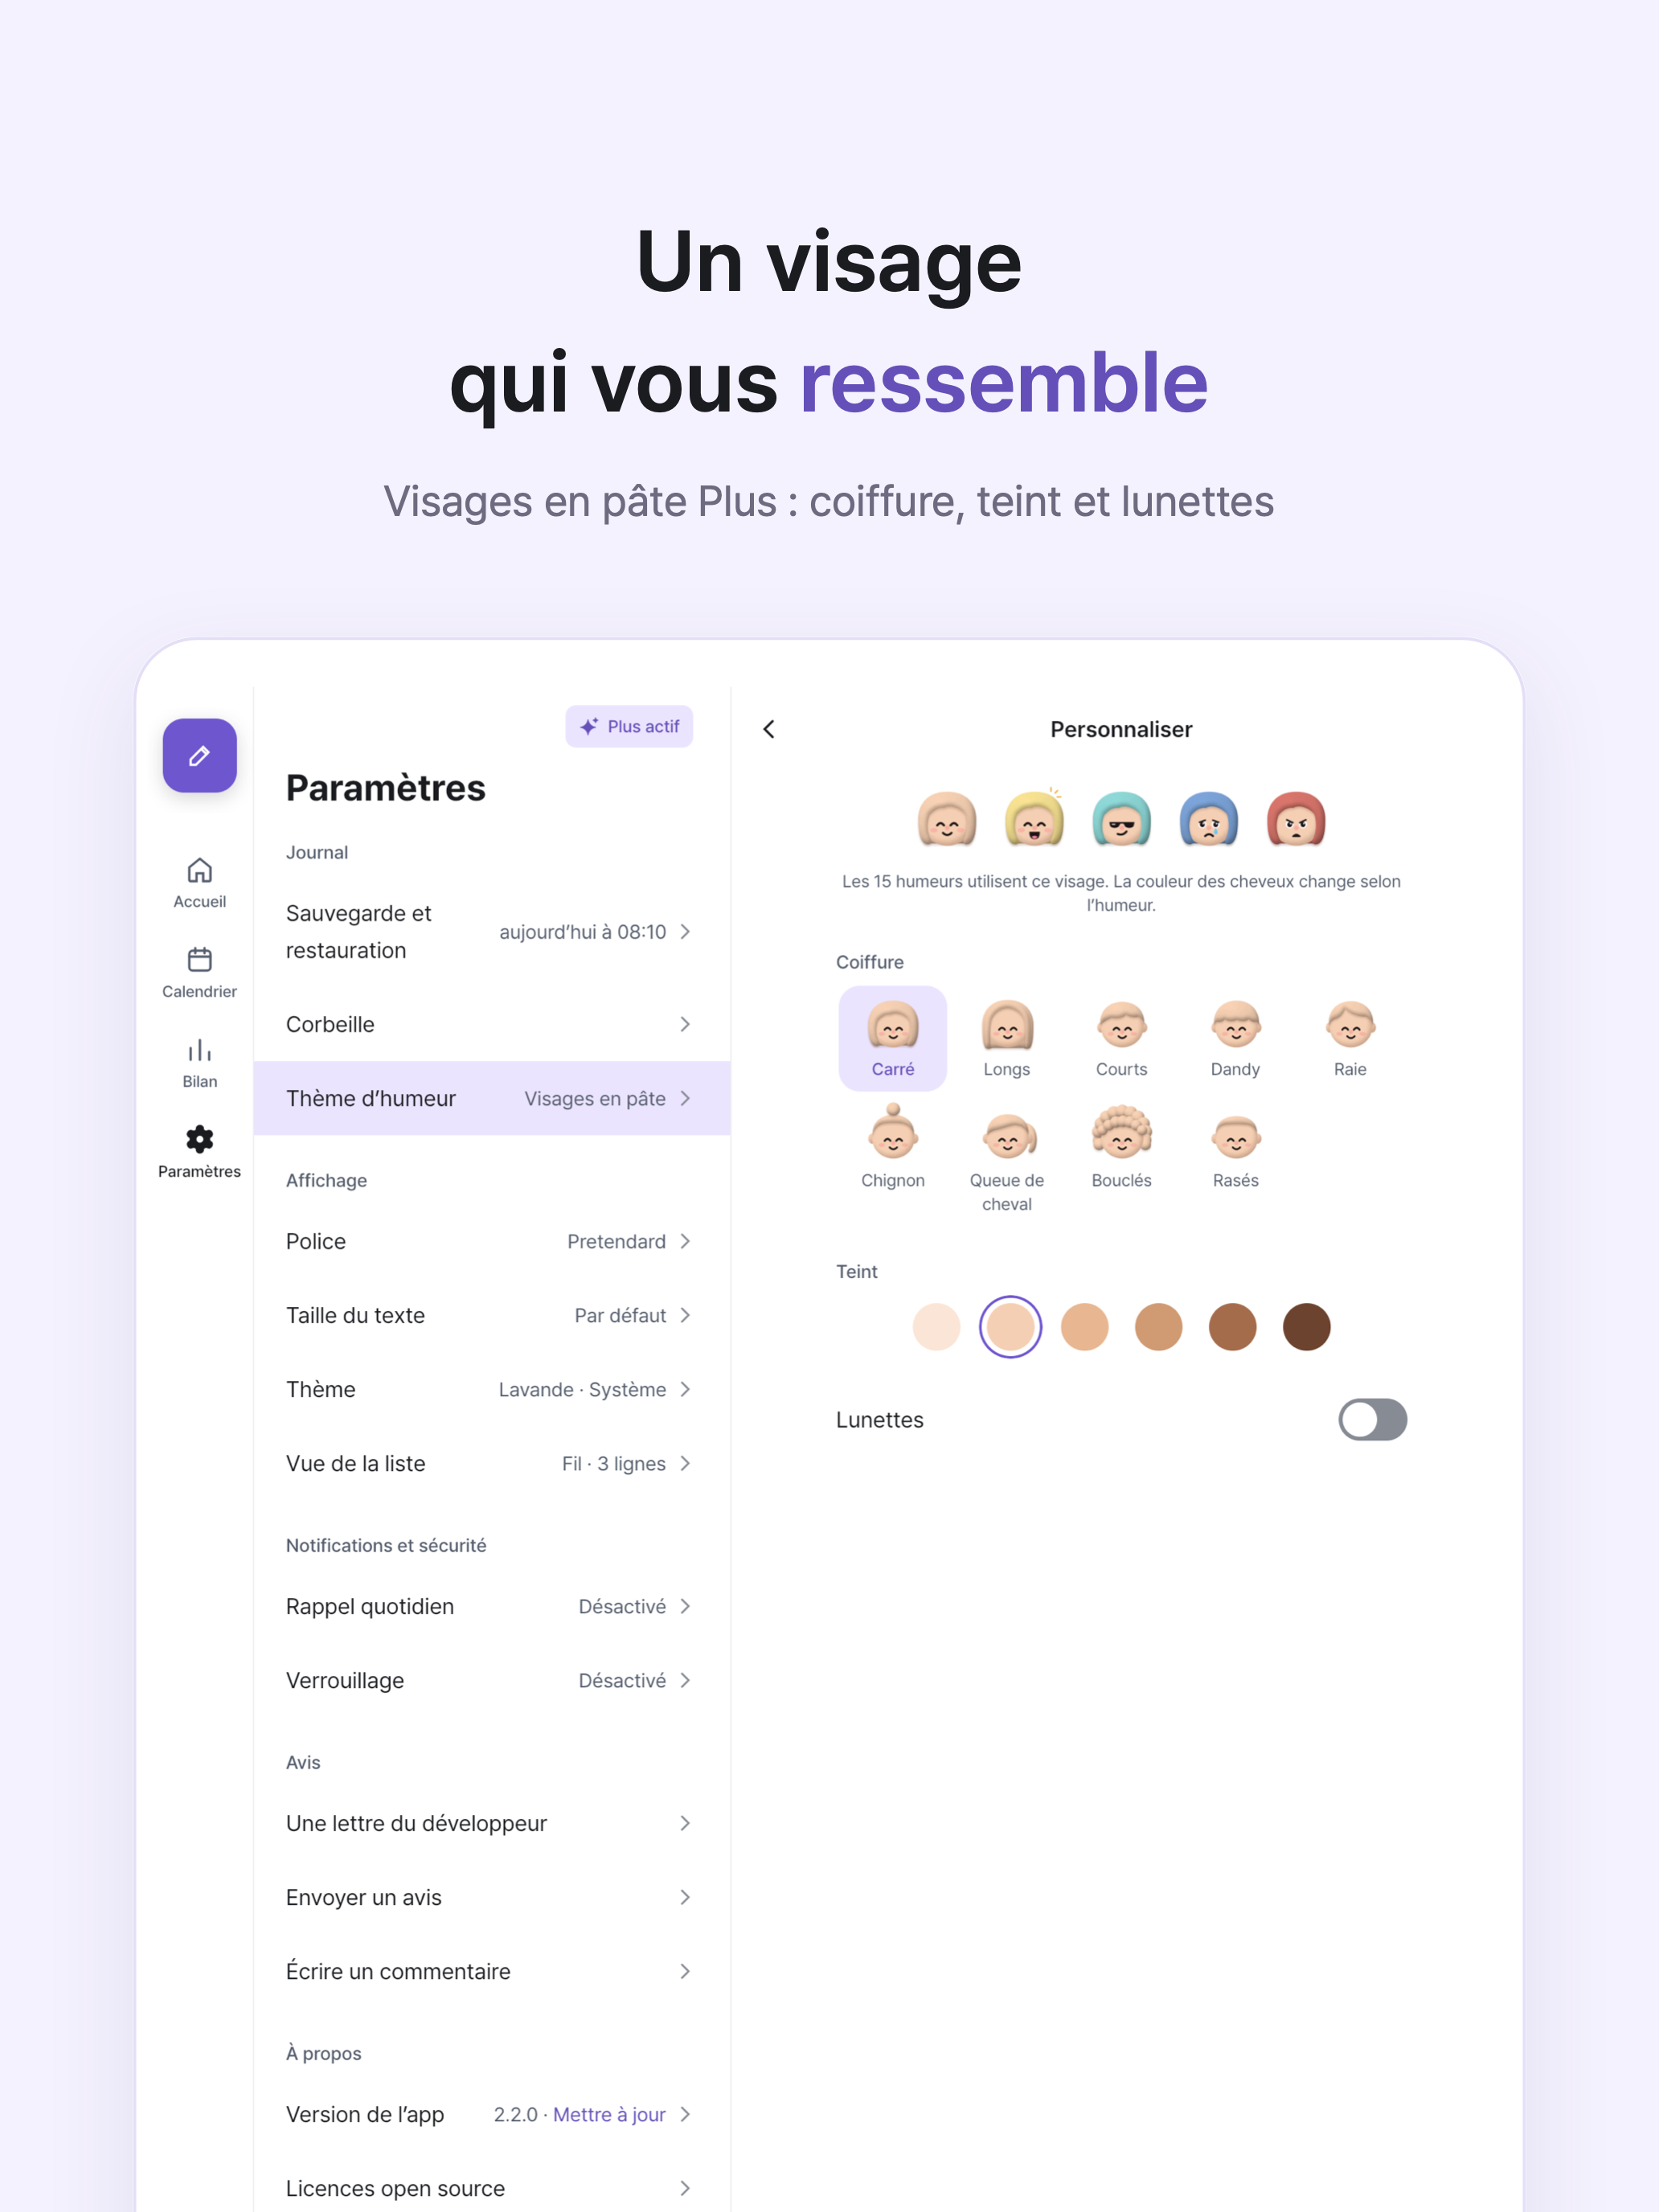 Un visage
qui vous ressemble
Visages en pâte Plus : coiffure, teint et lunettes
Accueil
Calendrier
Bilan
Paramètres
Plus actif
Paramètres
Journal
Sauvegarde et
restauration
aujourd’hui à 08:10
Corbeille
Thème d’humeur
Visages en pâte
Affichage
Police
Pretendard
Taille du texte
Par défaut
Thème
Lavande · Système
Vue de la liste
Fil · 3 lignes
Notifications et sécurité
Rappel quotidien
Désactivé
Verrouillage
Désactivé
Avis
Une lettre du développeur
Envoyer un avis
Écrire un commentaire
À propos
Version de l’app
2.2.0 · Mettre à jour
Licences open source
Personnaliser
Les 15 humeurs utilisent ce visage. La couleur des cheveux change selon
l’humeur.
Coiffure
Carré
Longs
Courts
Dandy
Raie
Chignon
Queue de
cheval
Bouclés
Rasés
Teint
Lunettes